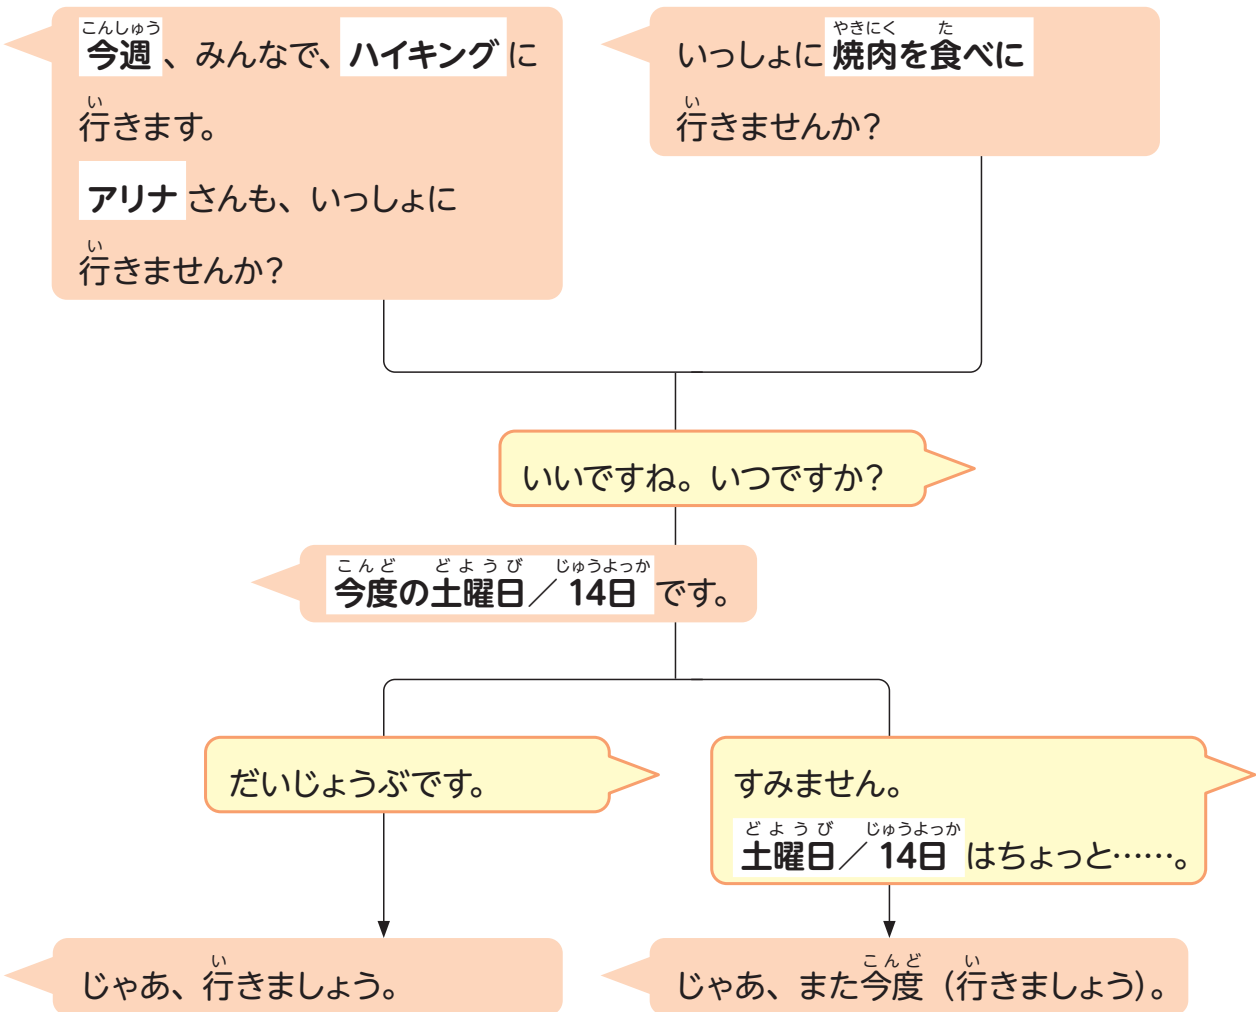 こんしゅう
今週、みんなで、ハイキングに
い
行きます。
アリナさんも、いっしょに
い
行きませんか？
やきにく た
いっしょに焼肉を食べに
い
行きませんか？
いいですね。いつですか？
こんど どようび じゅうよっか
今度の土曜日／14日です。
だいじょうぶです。
すみません。
どようび じゅうよっか
土曜日／14日はちょっと……。
い
じゃあ、行きましょう。
こんど い
じゃあ、また今度（行きましょう）。